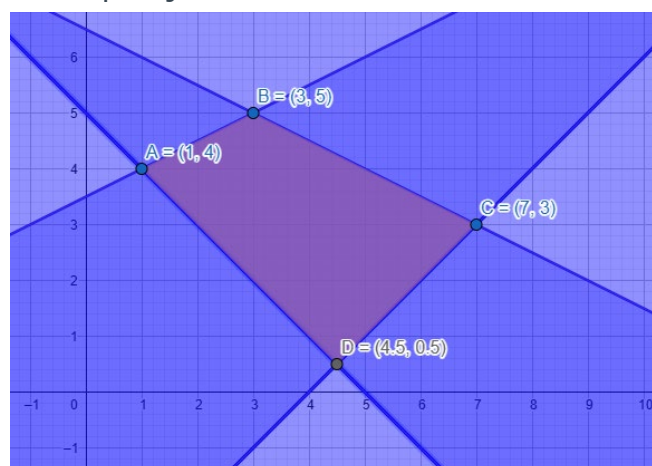 6
B = (3, 5)
5
A = (1, 4)
4
C = (7, 3)
3
2
1
D = (4.5, 0.5)
−1 0 1 2 3 4 5 6 7 8 9 10
−1